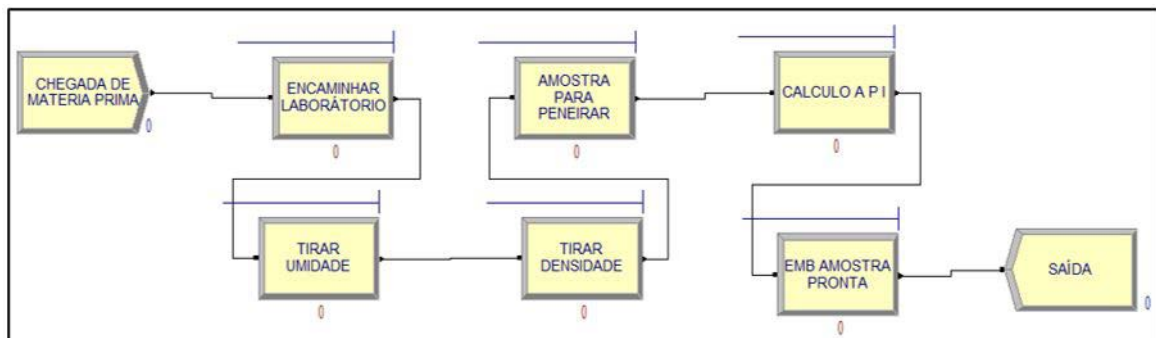 CHEGADA DE
MATERIA PRIMA
0
ENCAMINHAR
LABORÁTORIO
0
TIRAR
UMIDADE
0
TIRAR
DENSIDADE
0
AMOSTRA
PARA
PENEIRAR
0
CALCULO A P I
0
EMB AMOSTRA
PRONTA
0
SAÍDA
0